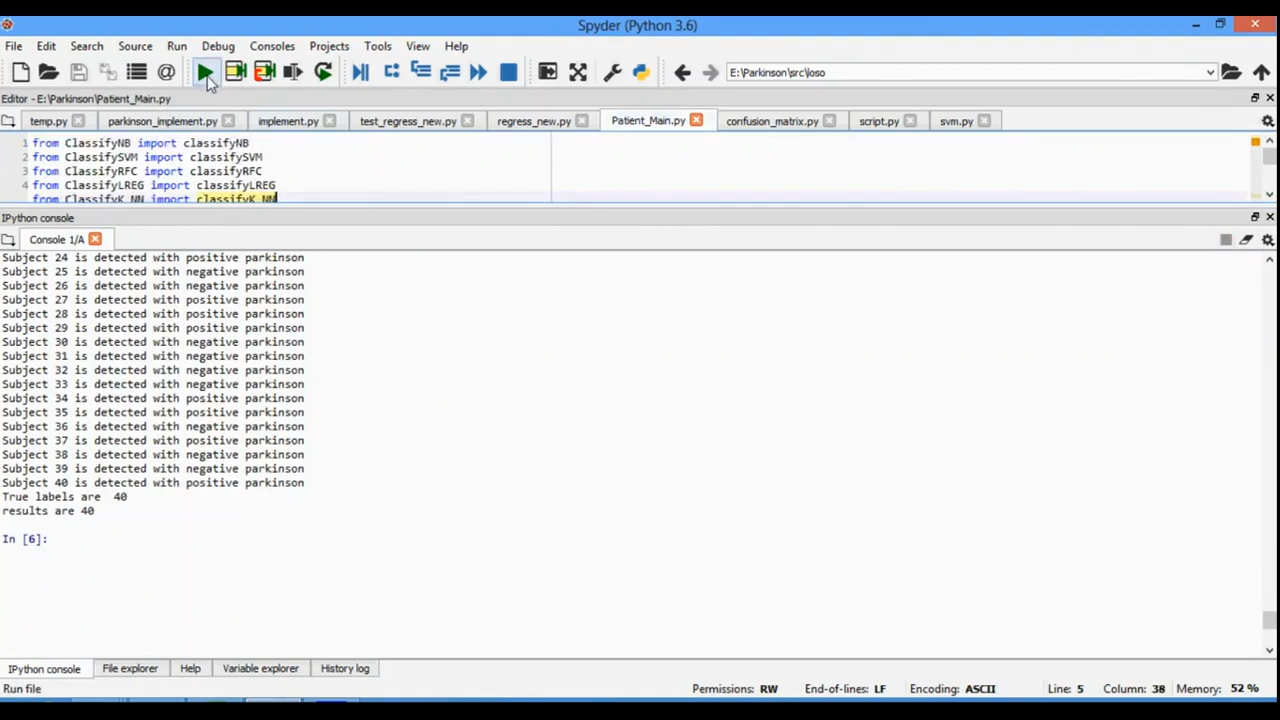 Spyder (Python 3.6)
File Edit Search Source Run Debug Consoles Projects Tools View Help
E:\Parkinson\src\loso
Editor - E:\Parkinson\Patient_Main.py
temp.py parkinson_implement.py implement.py test_regress_new.py regress_new.py Patient_Main.py confusion_matrix.py script.py svm.py
1 from ClassifyNB import classifyNB
2 from ClassifySVM import classifySVM
3 from ClassifyRFC import classifyRFC
4 from ClassifyLREG import classifyLREG
from ClassifyK_NN import classifyK_NN
IPython console
Console 1/A
Subject 24 is detected with positive parkinson
Subject 25 is detected with negative parkinson
Subject 26 is detected with negative parkinson
Subject 27 is detected with positive parkinson
Subject 28 is detected with positive parkinson
Subject 29 is detected with positive parkinson
Subject 30 is detected with negative parkinson
Subject 31 is detected with negative parkinson
Subject 32 is detected with negative parkinson
Subject 33 is detected with negative parkinson
Subject 34 is detected with positive parkinson
Subject 35 is detected with positive parkinson
Subject 36 is detected with negative parkinson
Subject 37 is detected with positive parkinson
Subject 38 is detected with negative parkinson
Subject 39 is detected with negative parkinson
Subject 40 is detected with positive parkinson
True labels are  40
results are 40
In [6]:
IPython console File explorer Help Variable explorer History log
Run file Permissions: RW End-of-lines: LF Encoding: ASCII Line: 5 Column: 38 Memory: 52 %